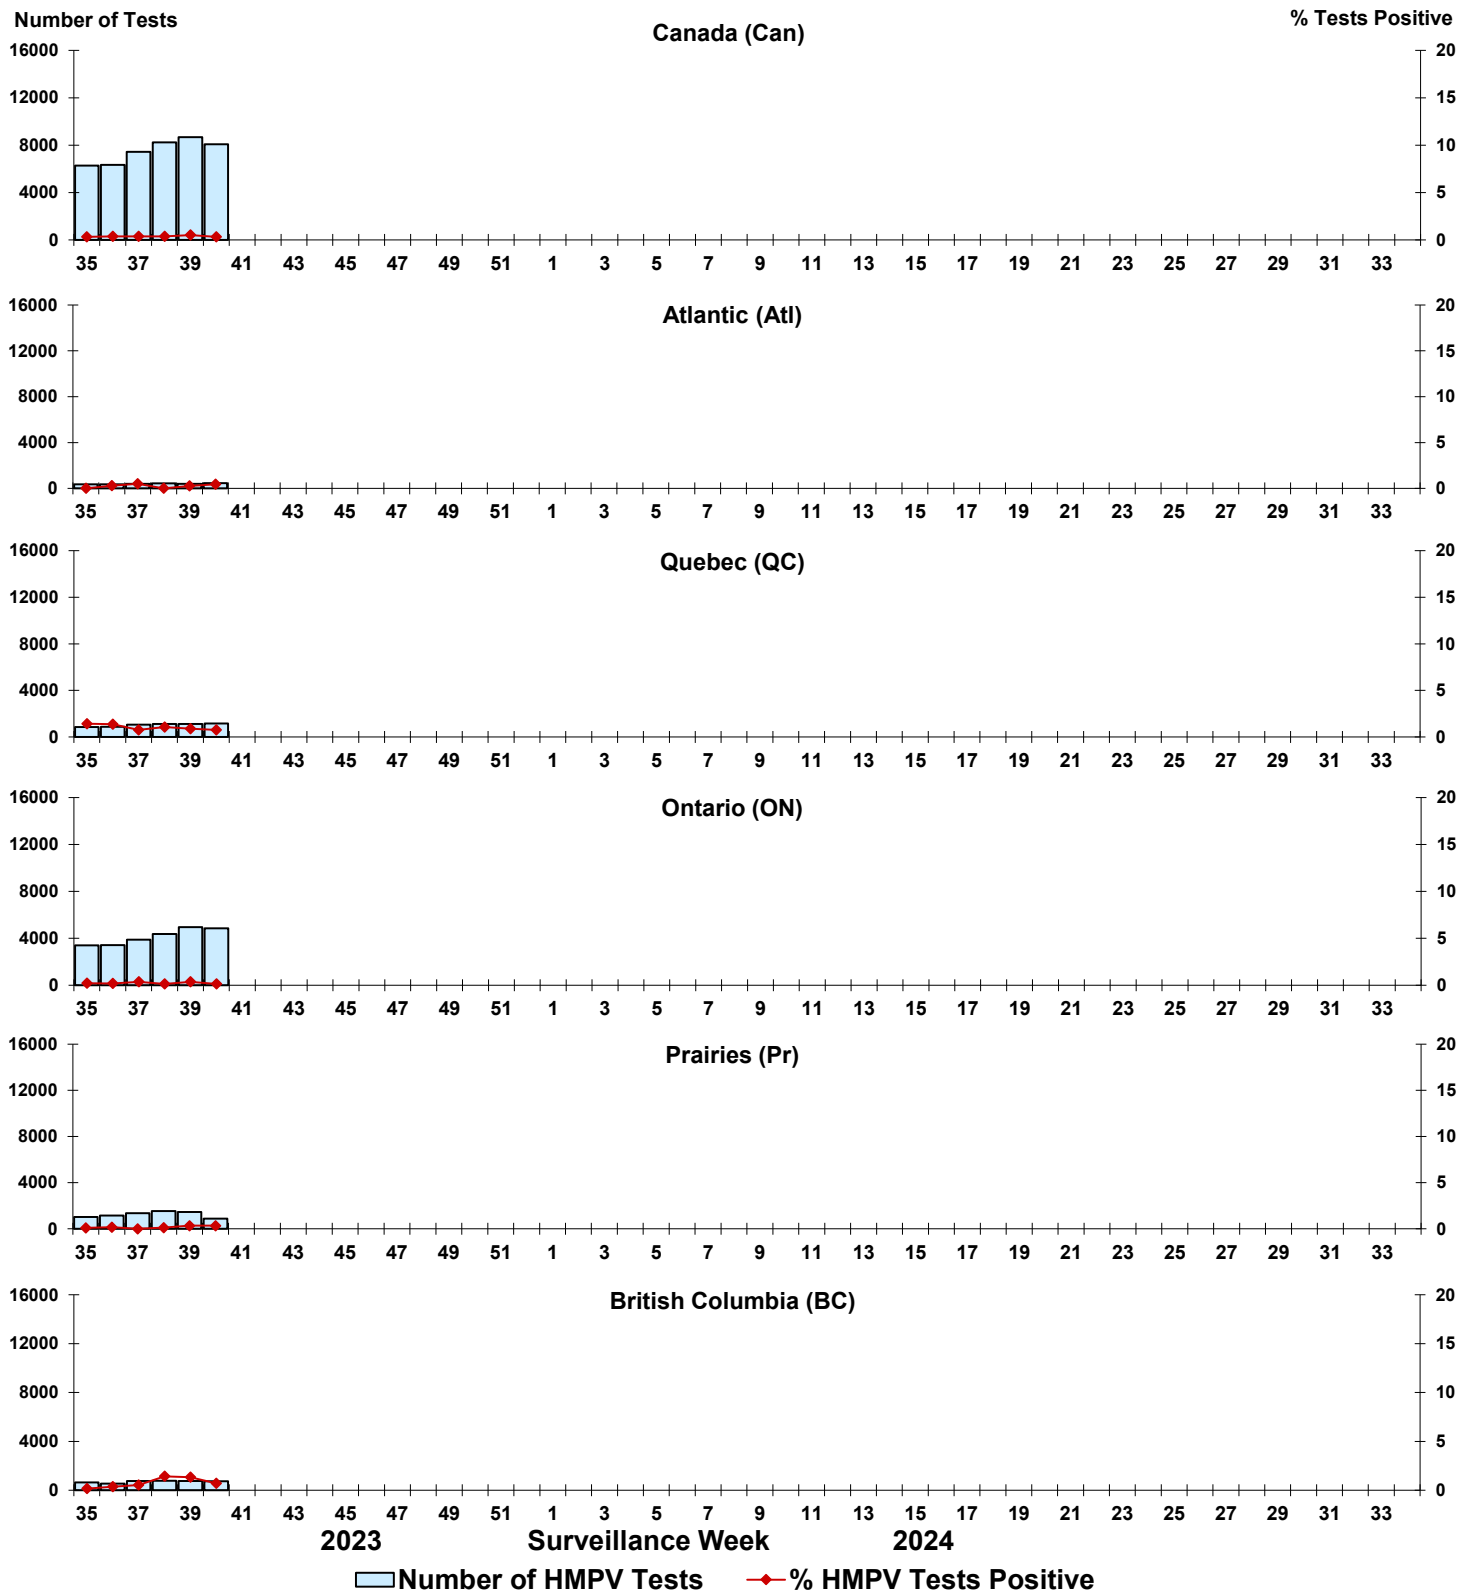 Number of Tests
% Tests Positive
Canada (Can)
16000 20
12000 15
8000 10
4000 5
0 0
35 37 39 41 43 45 47 49 51 1 3 5 7 9 11 13 15 17 19 21 23 25 27 29 31 33
Atlantic (Atl)
16000 20
12000 15
8000 10
4000 5
0 0
35 37 39 41 43 45 47 49 51 1 3 5 7 9 11 13 15 17 19 21 23 25 27 29 31 33
Quebec (QC)
16000 20
12000 15
8000 10
4000 5
0 0
35 37 39 41 43 45 47 49 51 1 3 5 7 9 11 13 15 17 19 21 23 25 27 29 31 33
Ontario (ON)
16000 20
12000 15
8000 10
4000 5
0 0
35 37 39 41 43 45 47 49 51 1 3 5 7 9 11 13 15 17 19 21 23 25 27 29 31 33
Prairies (Pr)
16000 20
12000 15
8000 10
4000 5
0 0
35 37 39 41 43 45 47 49 51 1 3 5 7 9 11 13 15 17 19 21 23 25 27 29 31 33
British Columbia (BC)
16000 20
12000 15
8000 10
4000 5
0 0
35 37 39 41 43 45 47 49 51 1 3 5 7 9 11 13 15 17 19 21 23 25 27 29 31 33
2023 Surveillance Week 2024
Number of HMPV Tests % HMPV Tests Positive